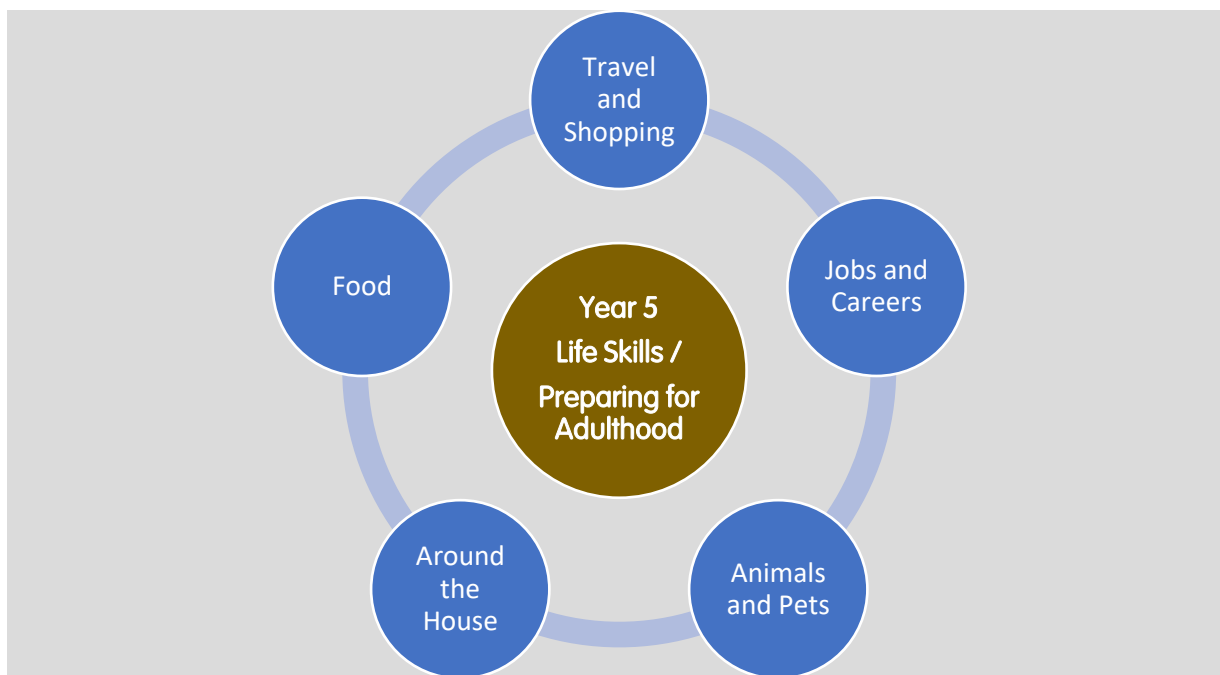 Travel
and
Shopping
Jobs and
Careers
Animals
and Pets
Around
the
House
Food
Year 5
Life Skills /
Preparing for
Adulthood